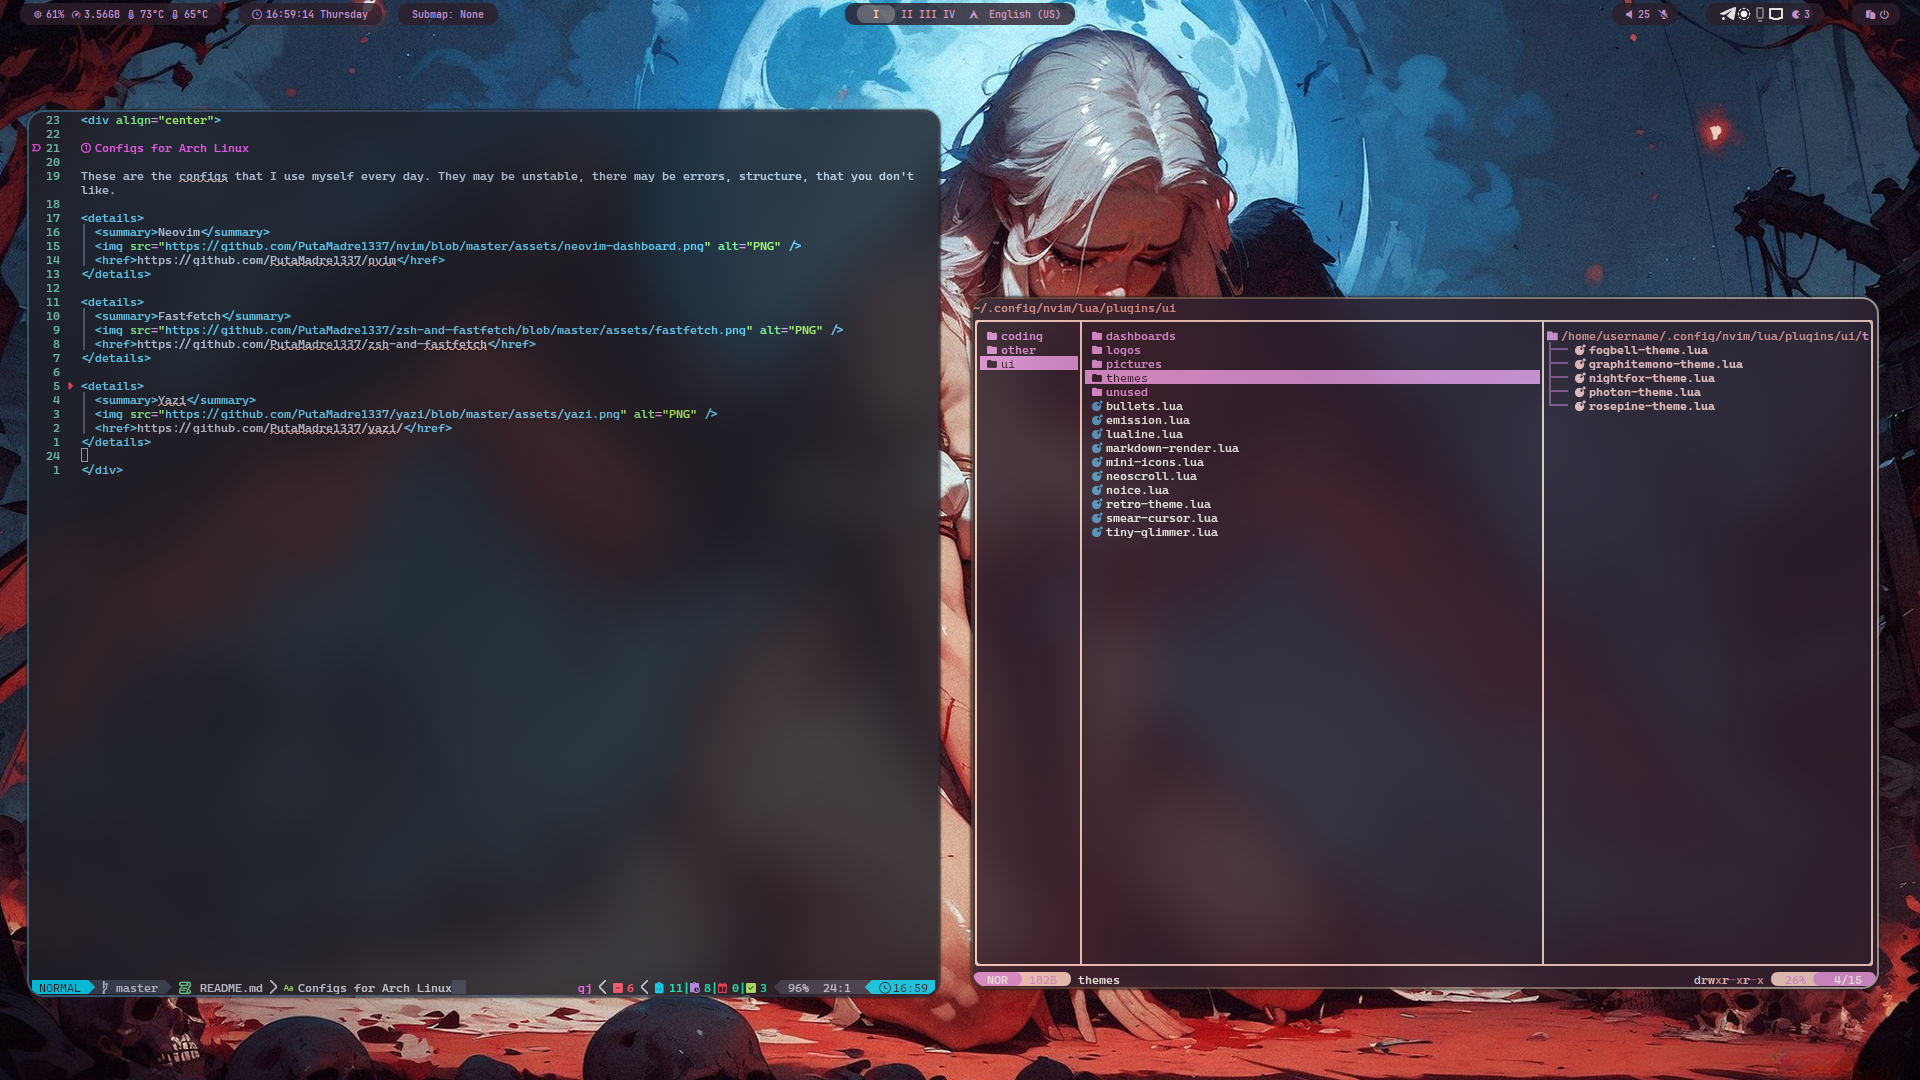 61% 3.56GB 73°C 65°C
16:59:14 Thursday
Submap: None
I II III IV English (US)
25
3
23 <div align="center">
22
21 Configs for Arch Linux
20
19 These are the configs that I use myself every day. They may be unstable, there may be errors, structure, that you don't
like.
18
17 <details>
16 <summary>Neovim</summary>
15 <img src="https://github.com/PutaMadre1337/nvim/blob/master/assets/neovim-dashboard.png" alt="PNG" />
14 <href>https://github.com/PutaMadre1337/nvim</href>
13 </details>
12
11 <details>
10 <summary>Fastfetch</summary>
9 <img src="https://github.com/PutaMadre1337/zsh-and-fastfetch/blob/master/assets/fastfetch.png" alt="PNG" />
8 <href>https://github.com/PutaMadre1337/zsh-and-fastfetch</href>
7 </details>
6
5 <details>
4 <summary>Yazi</summary>
3 <img src="https://github.com/PutaMadre1337/yazi/blob/master/assets/yazi.png" alt="PNG" />
2 <href>https://github.com/PutaMadre1337/yazi/</href>
1 </details>
24
1 </div>
NORMAL master README.md Aa Configs for Arch Linux gj 6 11 8 0 3 96% 24:1 16:59
~/.config/nvim/lua/plugins/ui
coding
other
ui
dashboards
logos
pictures
themes
unused
bullets.lua
emission.lua
lualine.lua
markdown-render.lua
mini-icons.lua
neoscroll.lua
noice.lua
retro-theme.lua
smear-cursor.lua
tiny-glimmer.lua
/home/username/.config/nvim/lua/plugins/ui/t
fogbell-theme.lua
graphitemono-theme.lua
nightfox-theme.lua
photon-theme.lua
rosepine-theme.lua
NOR 182B themes drwxr-xr-x 26% 4/15